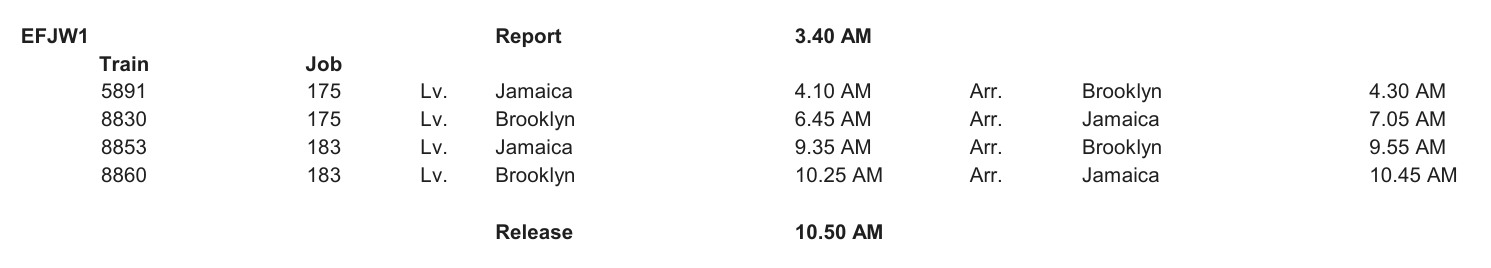 EFJW1 Report 3.40 AM
Train Job
5891 175 Lv. Jamaica 4.10 AM Arr. Brooklyn 4.30 AM
8830 175 Lv. Brooklyn 6.45 AM Arr. Jamaica 7.05 AM
8853 183 Lv. Jamaica 9.35 AM Arr. Brooklyn 9.55 AM
8860 183 Lv. Brooklyn 10.25 AM Arr. Jamaica 10.45 AM
Release 10.50 AM